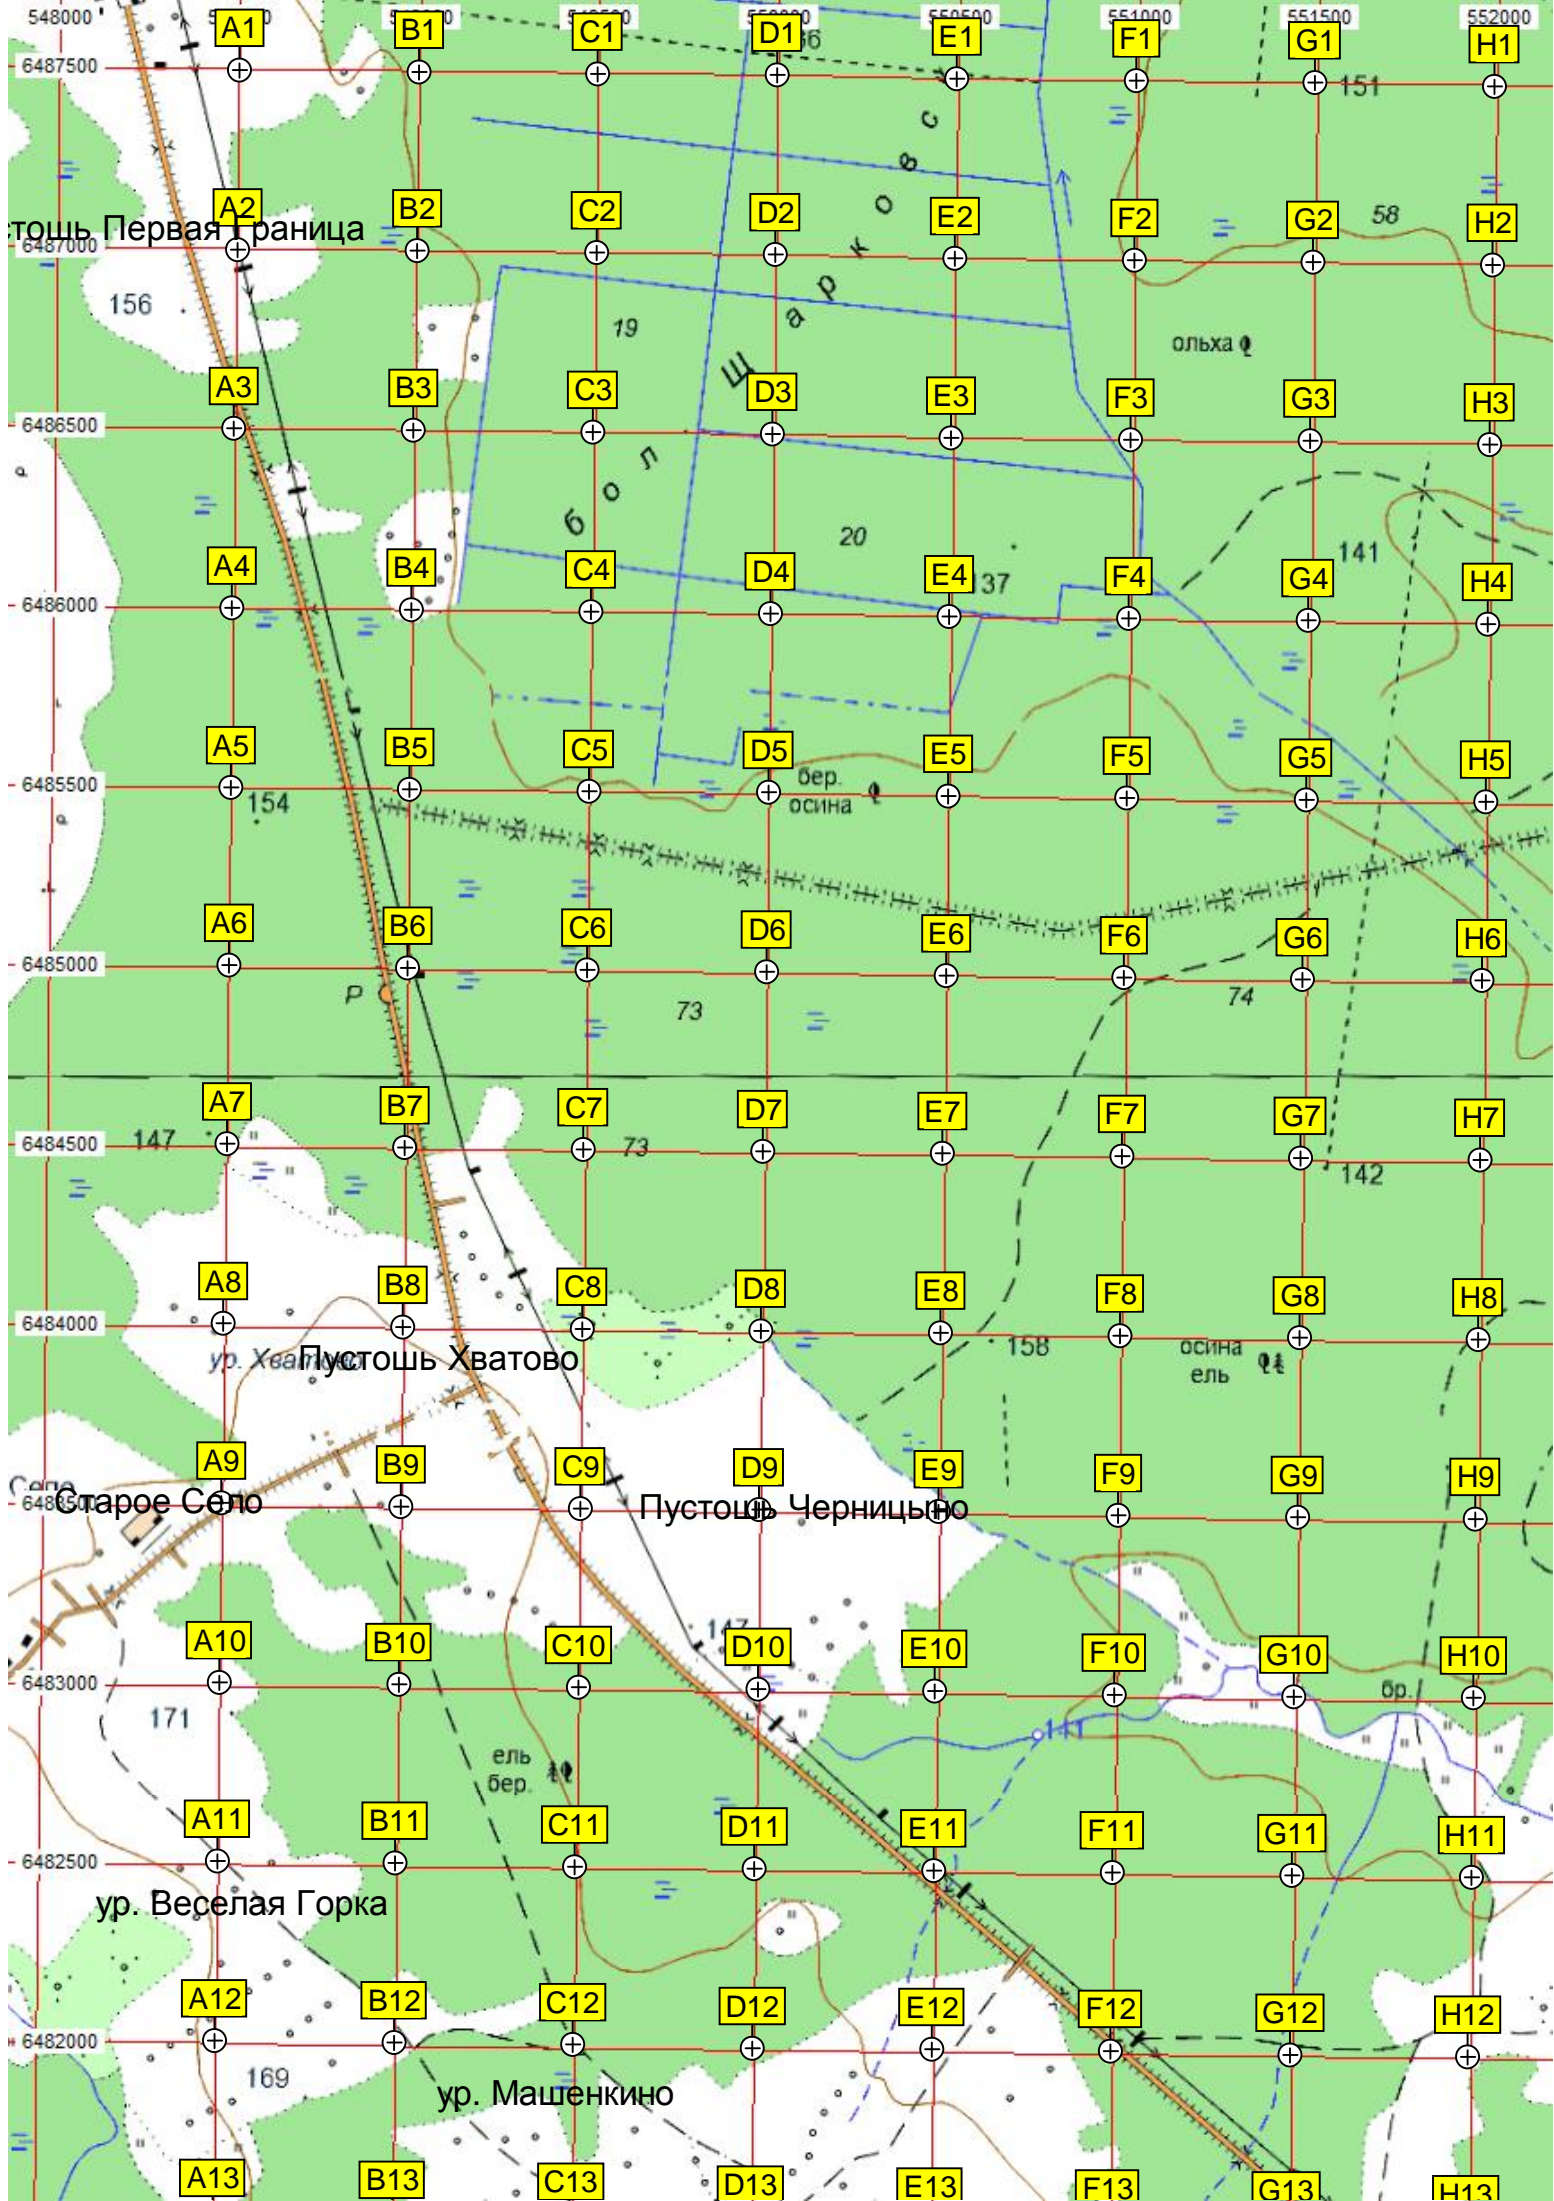 548000 551000 551500 552000
A1 B1 C1 D1 E1 F1 G1 H1
6487500
151
с
в
A2 B2 C2 D2 E2 F2 G2 H2
58
о
Первая Граница
6487000
к
156
р
19
а
ольха
Щ
A3 B3 C3 D3 E3 F3 G3 H3
6486500
л
о
б
20
141
A4 B4 C4 D4 E4 F4 G4 H4
137
6486000
A5 B5 C5 D5 E5 F5 G5 H5
6485500
бер.
осина
154
A6 B6 C6 D6 E6 F6 G6 H6
6485000
Р
73
74
A7 B7 C7 D7 E7 F7 G7 H7
6484500
147
73
142
A8 B8 C8 D8 E8 F8 G8 H8
6484000
158
осина
ель
ур. Хватово
Пустошь Хватово
A9 B9 C9 D9 E9 F9 G9 H9
Старое Село
Пустошь Черницыно
147
A10 B10 C10 D10 E10 F10 G10 H10
6483000
бр.
171
141
ель
бер.
A11 B11 C11 D11 E11 F11 G11 H11
6482500
ур. Веселая Горка
A12 B12 C12 D12 E12 F12 G12 H12
6482000
169
ур. Машенкино
A13 B13 C13 D13 E13 F13 G13 H13